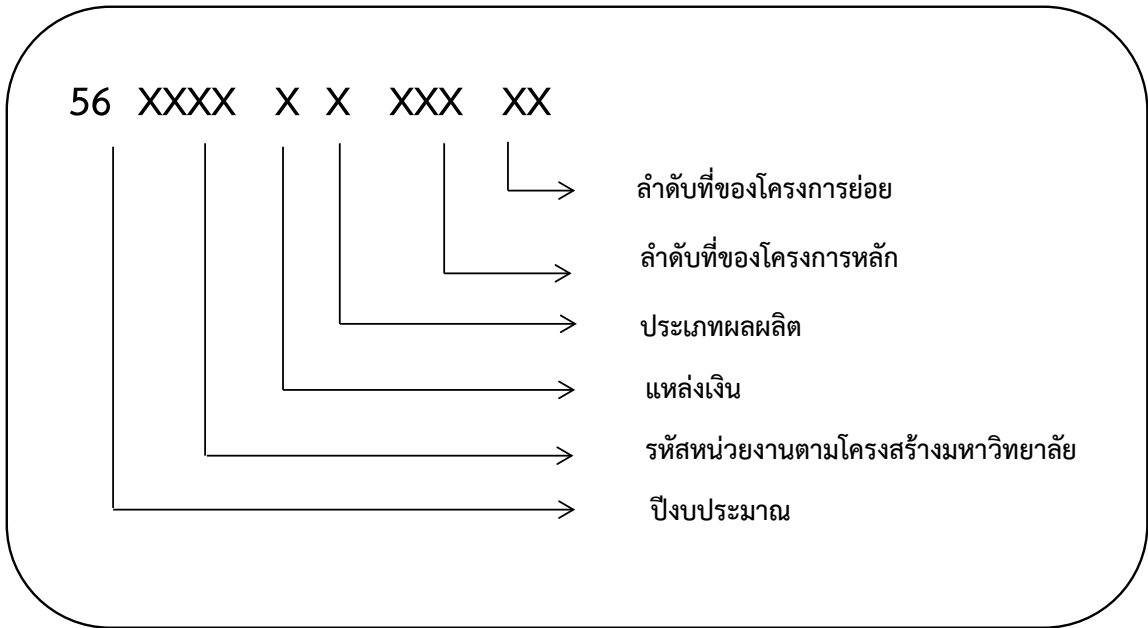 56 XXXX X X XXX XX
ลำดับที่ของโครงการย่อย
ลำดับที่ของโครงการหลัก
ประเภทผลผลิต
แหล่งเงิน
รหัสหน่วยงานตามโครงสร้างมหาวิทยาลัย
ปีงบประมาณ